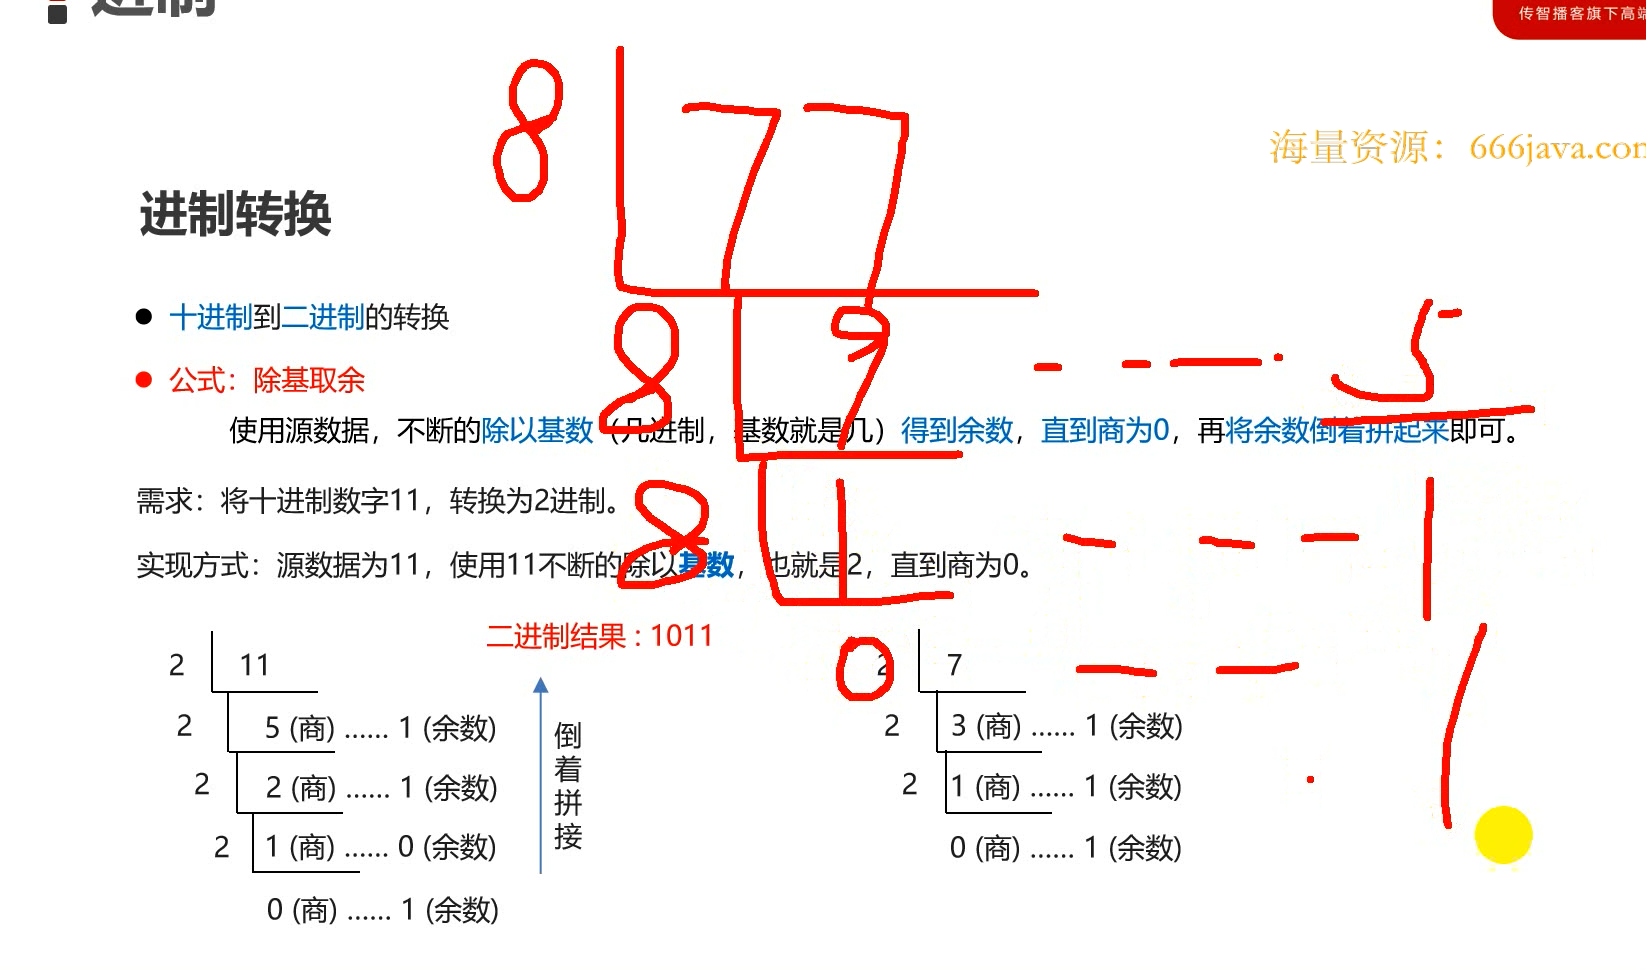 进制
传智播客旗下高端
8 77
海量资源：666java.com
进制转换
十进制到二进制的转换
8 9 5
公式：除基取余
使用源数据，不断的除以基数（几进制，基数就是几）得到余数，直到商为0，再将余数倒着拼起来即可。
需求：将十进制数字11，转换为2进制。
8 1 1
实现方式：源数据为11，使用11不断的除以基数，也就是2，直到商为0。
二进制结果：1011
0 1
2 11
2 5 (商) ...... 1 (余数)
2 2 (商) ...... 1 (余数)
2 1 (商) ...... 0 (余数)
0 (商) ...... 1 (余数)
倒着拼接
2 7
2 3 (商) ...... 1 (余数)
2 1 (商) ...... 1 (余数)
0 (商) ...... 1 (余数)